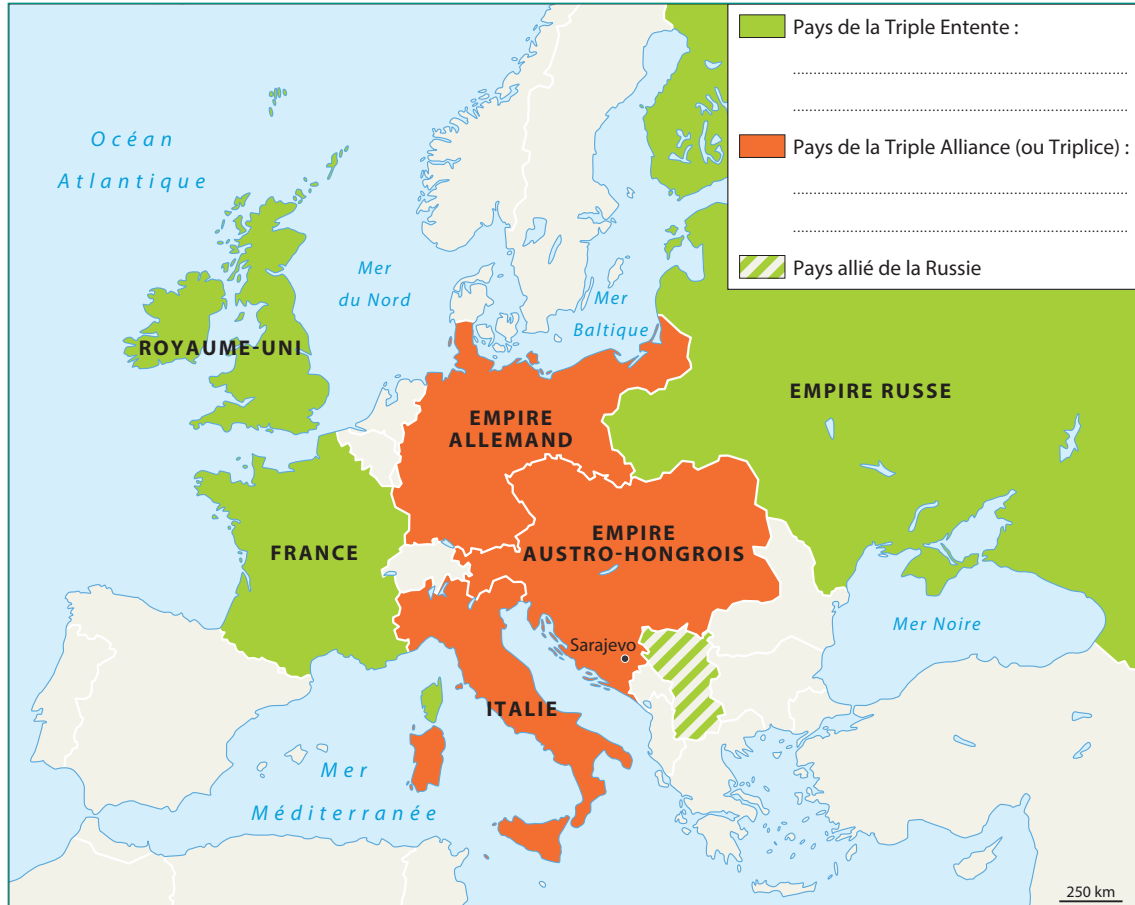 Pays de la Triple Entente :
................................................................
................................................................
Pays de la Triple Alliance (ou Triplice) :
................................................................
................................................................
Pays allié de la Russie
Océan
Atlantique
Mer
du Nord
Mer
Baltique
ROYAUME-UNI
EMPIRE RUSSE
EMPIRE
ALLEMAND
EMPIRE
AUSTRO-HONGROIS
FRANCE
Mer Noire
Sarajevo
ITALIE
Mer
Méditerranée
250 km